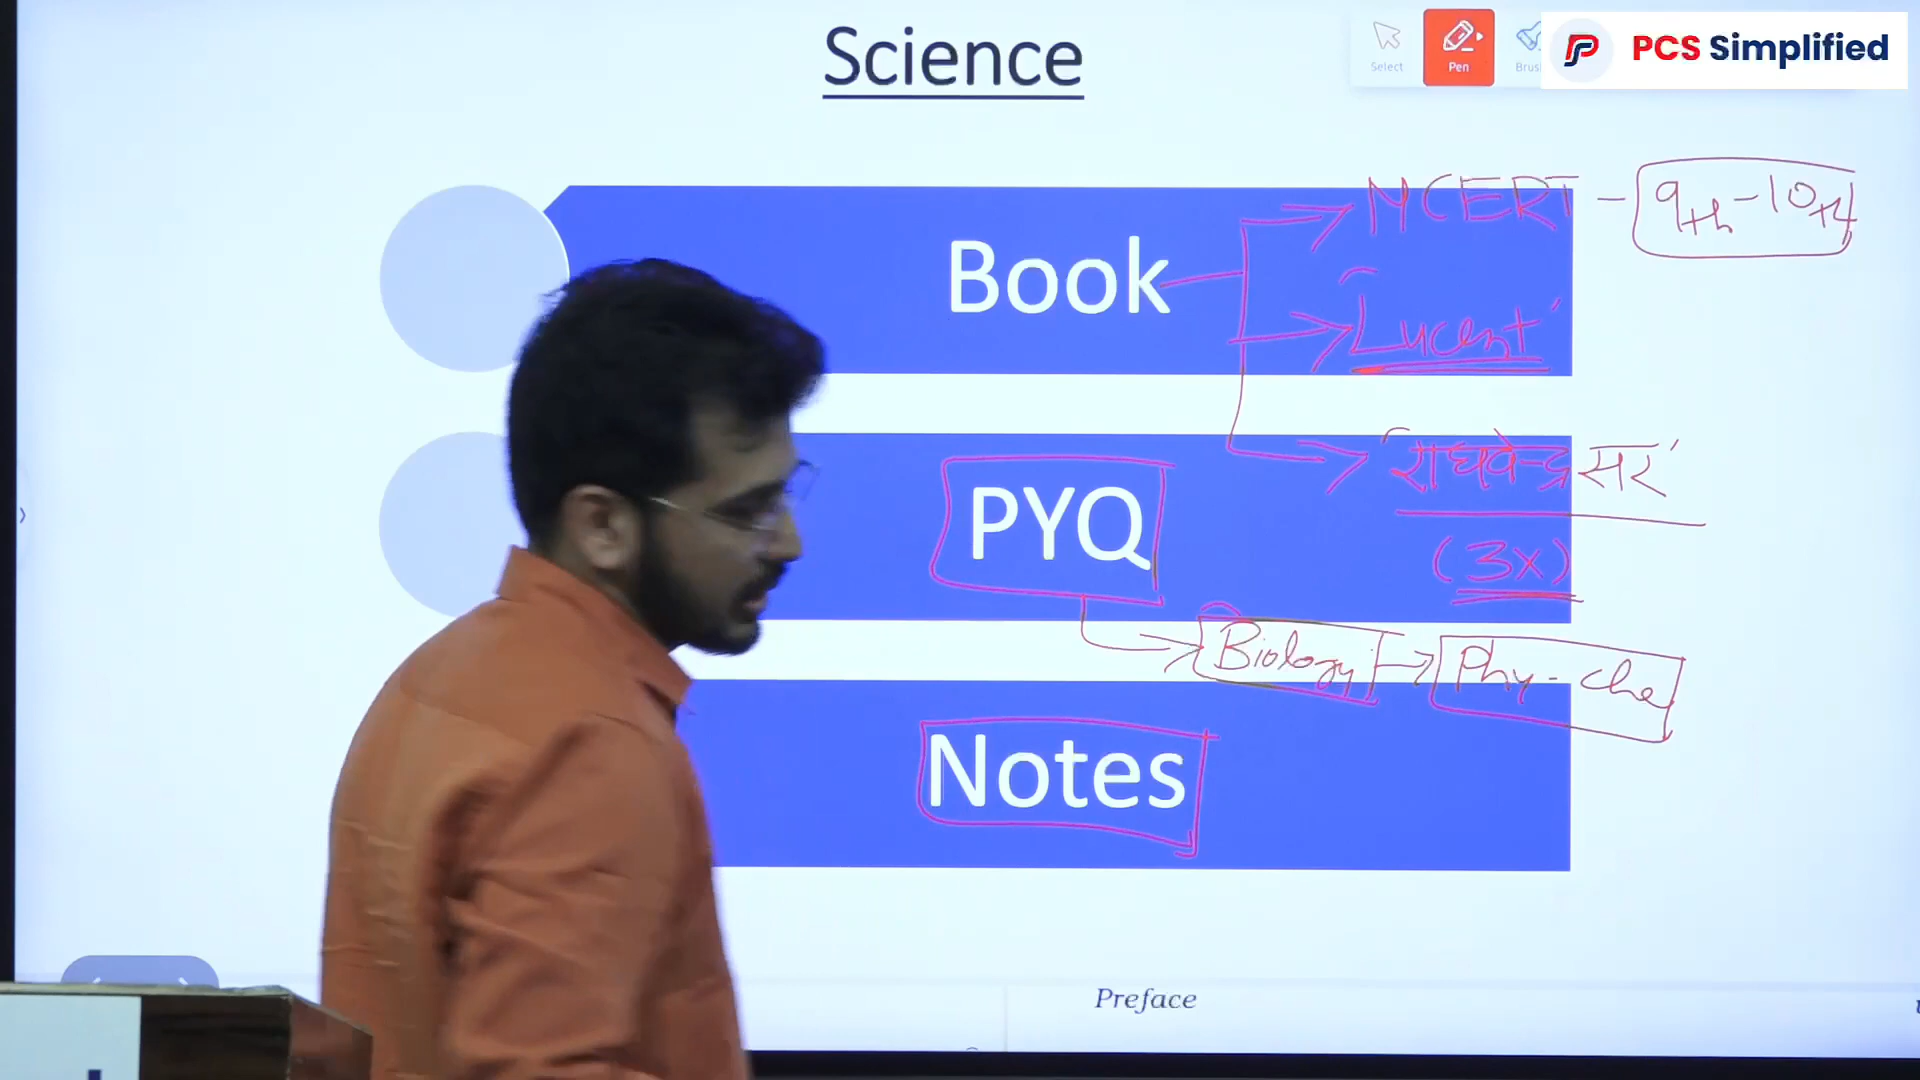 Science
Select
Pen
Brus
PCS Simplified
Book
NCERT - 9th-10th
Lucent
राघवेन्द्र सर
(3x)
PYQ
Biology
Phy-Che
Notes
Preface